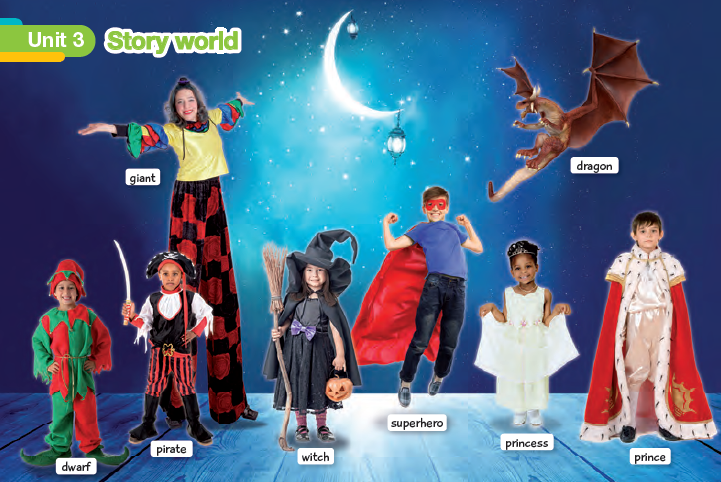 Unit 3 Story world
giant
dragon
superhero
princess
prince
witch
pirate
dwarf